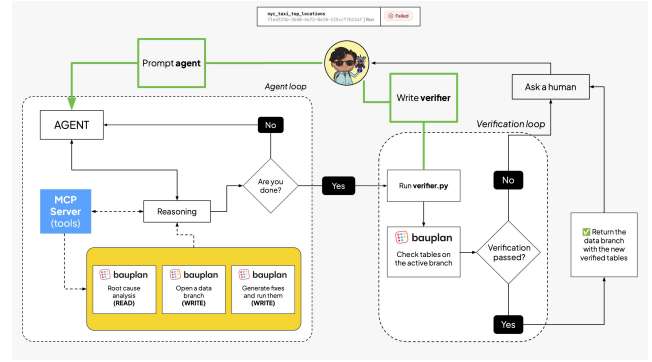 nyc_taxi_top_locations
Run
Failed
Prompt agent
Write verifier
Ask a human
Agent loop
Verification loop
AGENT
No
Are you
done?
Yes
Run verifier.py
No
MCP
Server
(tools)
Reasoning
bauplan
Check tables on
the active branch
Verification
passed?
✅ Return the
data branch
with the new
verified tables
bauplan
Root cause
analysis
(READ)
bauplan
Open a data
branch
(WRITE)
bauplan
Generate fixes
and run them
(WRITE)
Yes